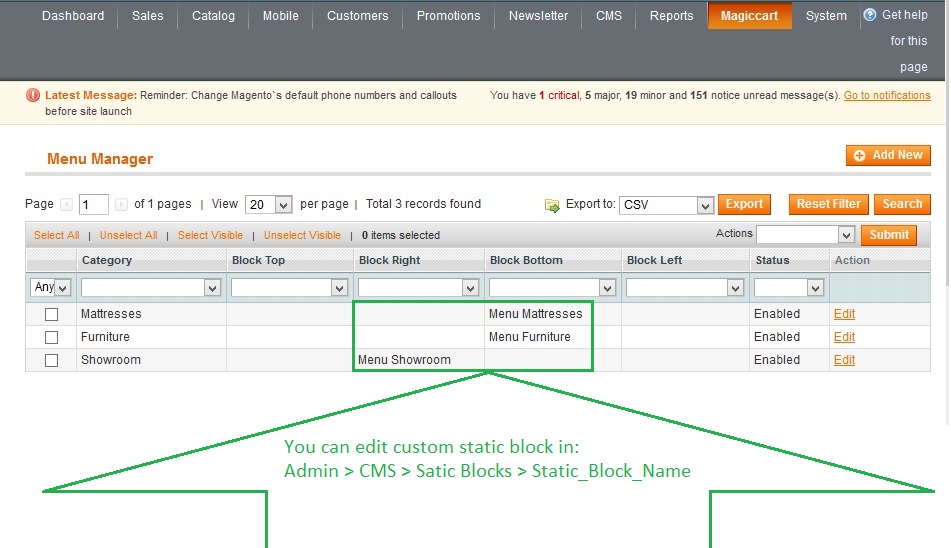 Dashboard Sales Catalog Mobile Customers Promotions Newsletter CMS Reports Magiccart System Get help
for this
page
Latest Message: Reminder: Change Magento`s default phone numbers and callouts
before site launch
You have 1 critical, 5 major, 19 minor and 151 notice unread message(s). Go to notifications
Menu Manager
Add New
Page 1 of 1 pages | View 20 per page | Total 3 records found
Export to: CSV Export Reset Filter Search
Select All | Unselect All | Select Visible | Unselect Visible | 0 items selected
Actions Submit
Category Block Top Block Right Block Bottom Block Left Status Action
Any
Mattresses Menu Mattresses Enabled Edit
Furniture Menu Furniture Enabled Edit
Showroom Menu Showroom Enabled Edit
You can edit custom static block in:
Admin > CMS > Satic Blocks > Static_Block_Name